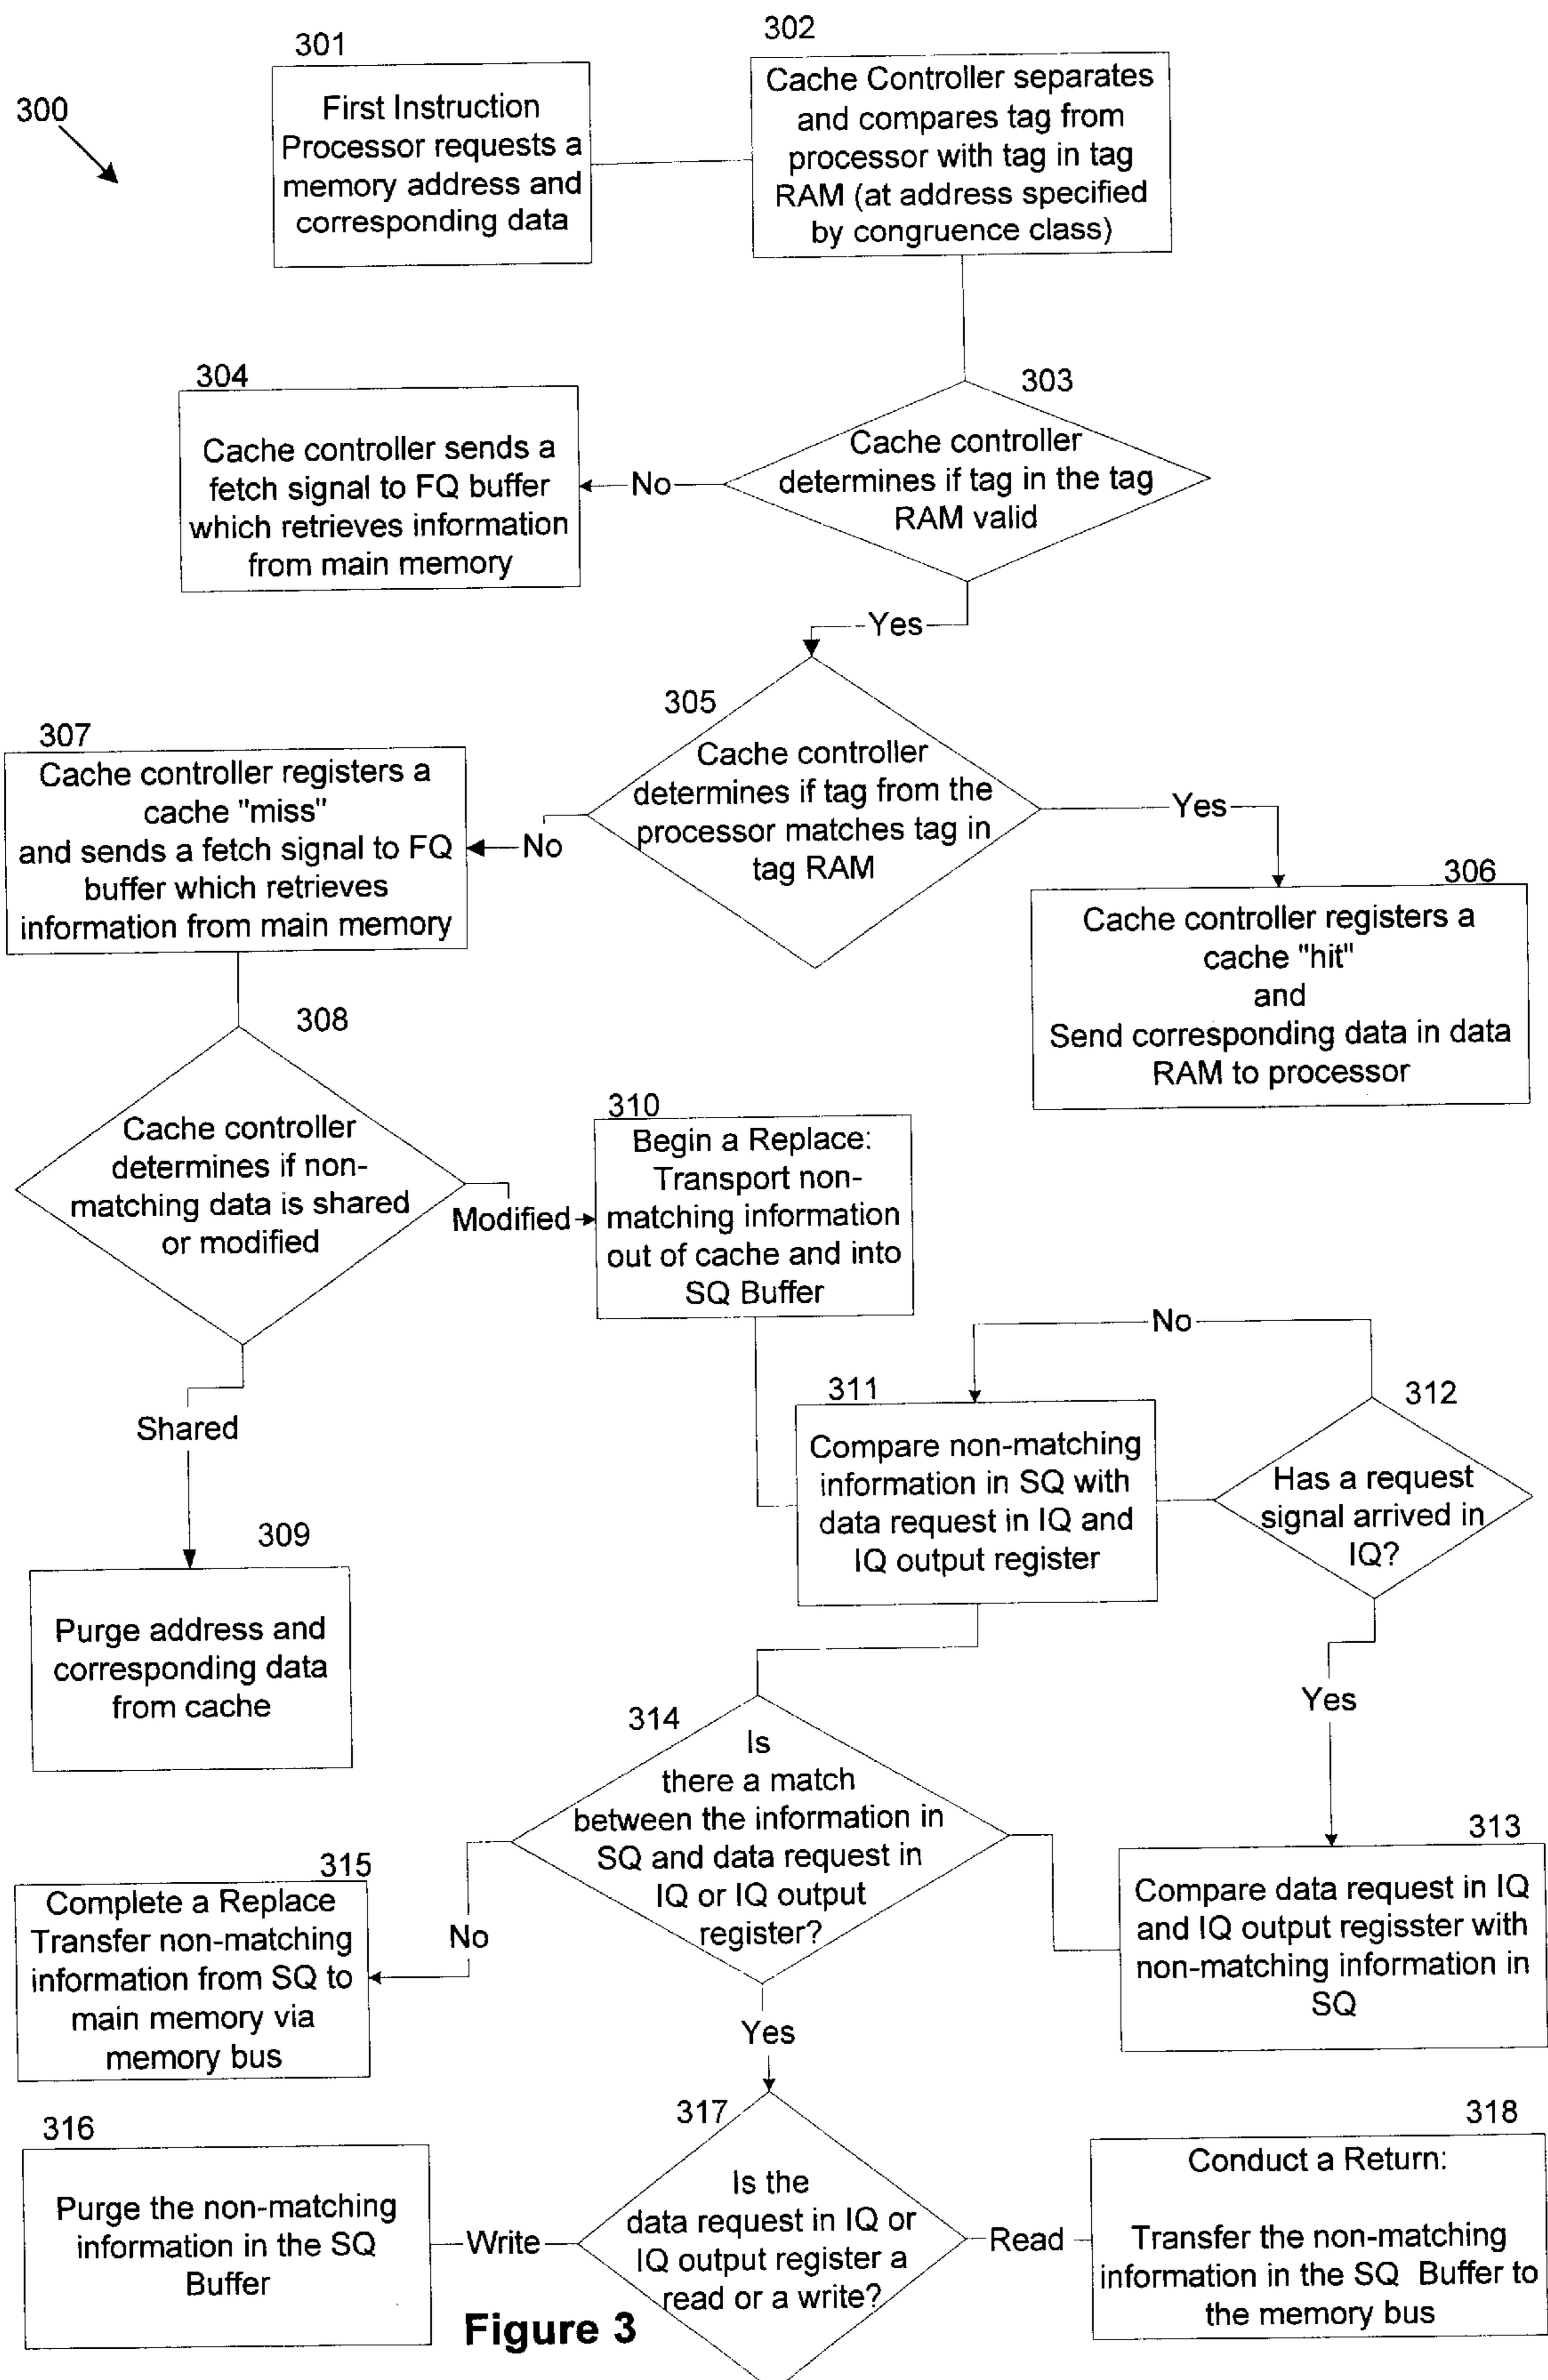 301
First Instruction
Processor requests a
memory address and
corresponding data
302
Cache Controller separates
and compares tag from
processor with tag in tag
RAM (at address specified
by congruence class)
300
304
Cache controller sends a
fetch signal to FQ buffer
which retrieves information
from main memory
No
303
Cache controller
determines if tag in the tag
RAM valid
Yes
305
Cache controller
determines if tag from the
processor matches tag in
tag RAM
307
Cache controller registers a
cache "miss"
and sends a fetch signal to FQ
buffer which retrieves
information from main memory
No
Yes
306
Cache controller registers a
cache "hit"
and
Send corresponding data in data
RAM to processor
308
Cache controller
determines if non-
matching data is shared
or modified
Modified
310
Begin a Replace:
Transport non-
matching information
out of cache and into
SQ Buffer
No
311
Compare non-matching
information in SQ with
data request in IQ and
IQ output register
312
Has a request
signal arrived in
IQ?
Shared
309
Purge address and
corresponding data
from cache
Yes
314
Is
there a match
between the information in
SQ and data request in
IQ or IQ output
register?
313
Compare data request in IQ
and IQ output regisster with
non-matching information in
SQ
315
Complete a Replace
Transfer non-matching
information from SQ to
main memory via
memory bus
No
Yes
316
Purge the non-matching
information in the SQ
Buffer
Write
317
Is the
data request in IQ or
IQ output register a
read or a write?
Read
318
Conduct a Return:
Transfer the non-matching
information in the SQ Buffer to
the memory bus
Figure 3